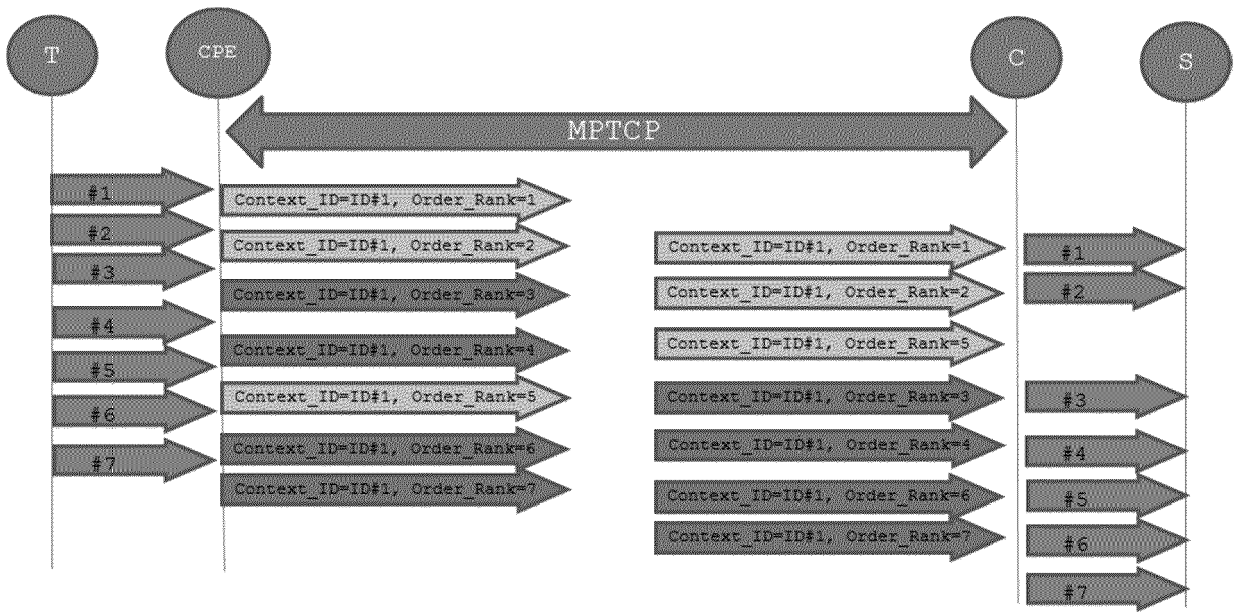 T
CPE
C
S
MPTCP
#1
#2
#3
#4
#5
#6
#7
Context_ID=ID#1, Order_Rank=1
Context_ID=ID#1, Order_Rank=2
Context_ID=ID#1, Order_Rank=3
Context_ID=ID#1, Order_Rank=4
Context_ID=ID#1, Order_Rank=5
Context_ID=ID#1, Order_Rank=6
Context_ID=ID#1, Order_Rank=7
Context_ID=ID#1, Order_Rank=1
Context_ID=ID#1, Order_Rank=2
Context_ID=ID#1, Order_Rank=5
Context_ID=ID#1, Order_Rank=3
Context_ID=ID#1, Order_Rank=4
Context_ID=ID#1, Order_Rank=6
Context_ID=ID#1, Order_Rank=7
#1
#2
#3
#4
#5
#6
#7